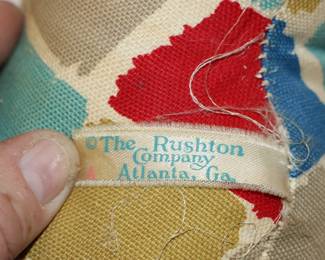 ©The Rushton
Company
Atlanta, Ga.